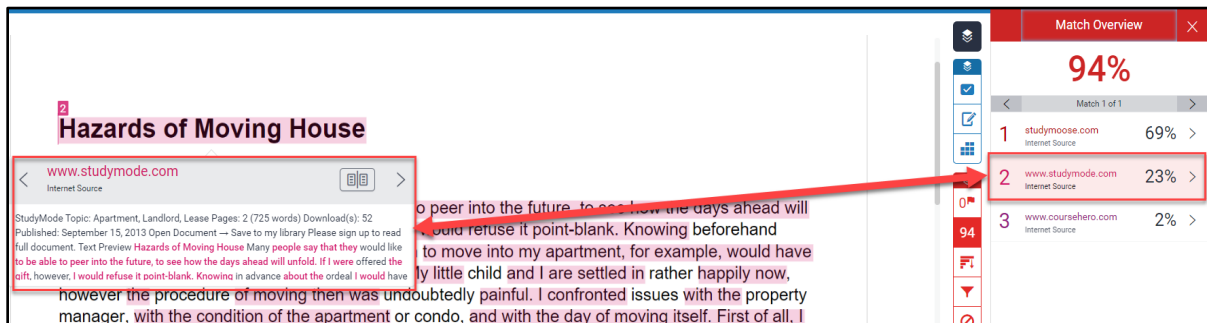 Match Overview
94%
Match 1 of 1
1 studymoose.com 69%
Internet Source
2 www.studymode.com 23%
Internet Source
3 www.coursehero.com 2%
Internet Source
0
94
2
Hazards of Moving House
www.studymode.com
Internet Source
StudyMode Topic: Apartment, Landlord, Lease Pages: 2 (725 words) Download(s): 52
Published: September 15, 2013 Open Document → Save to my library Please sign up to read
full document. Text Preview Hazards of Moving House Many people say that they would like
to be able to peer into the future, to see how the days ahead will unfold. If I were offered the
gift, however, I would refuse it point-blank. Knowing in advance about the ordeal I would have
o peer into the future, to see how the days ahead will
ould refuse it point-blank. Knowing beforehand
to move into my apartment, for example, would have
ly little child and I are settled in rather happily now,
however the procedure of moving then was undoubtedly painful. I confronted issues with the property
manager, with the condition of the apartment or condo, and with the day of moving itself. First of all, I